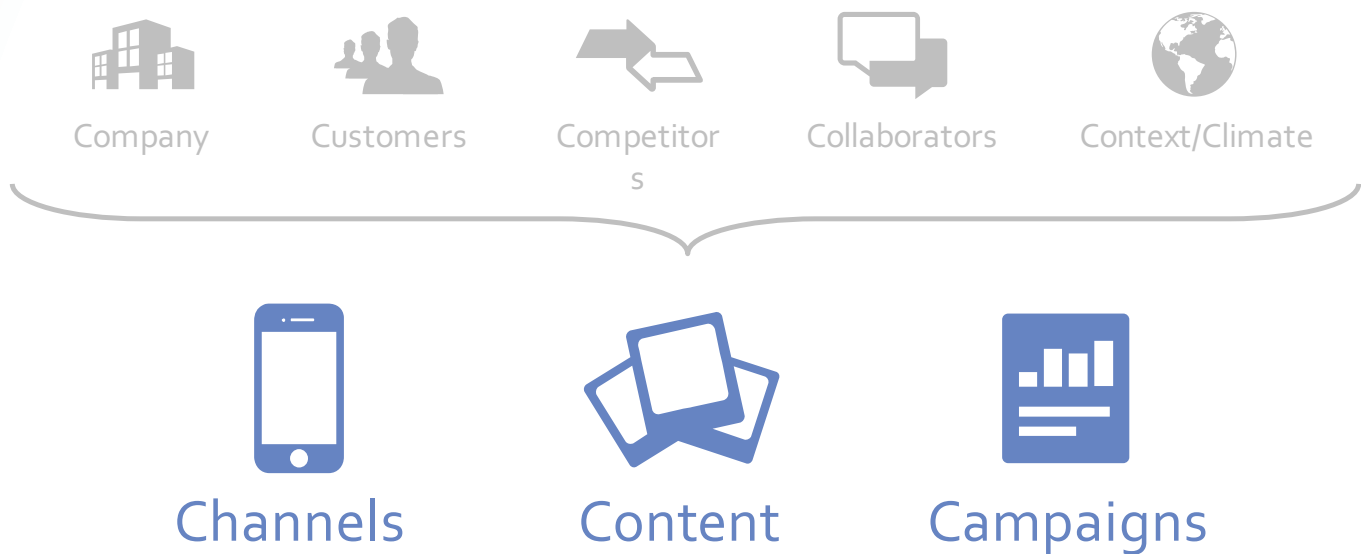 Company Customers Competitor Collaborators Context/Climate
s
Channels Content Campaigns